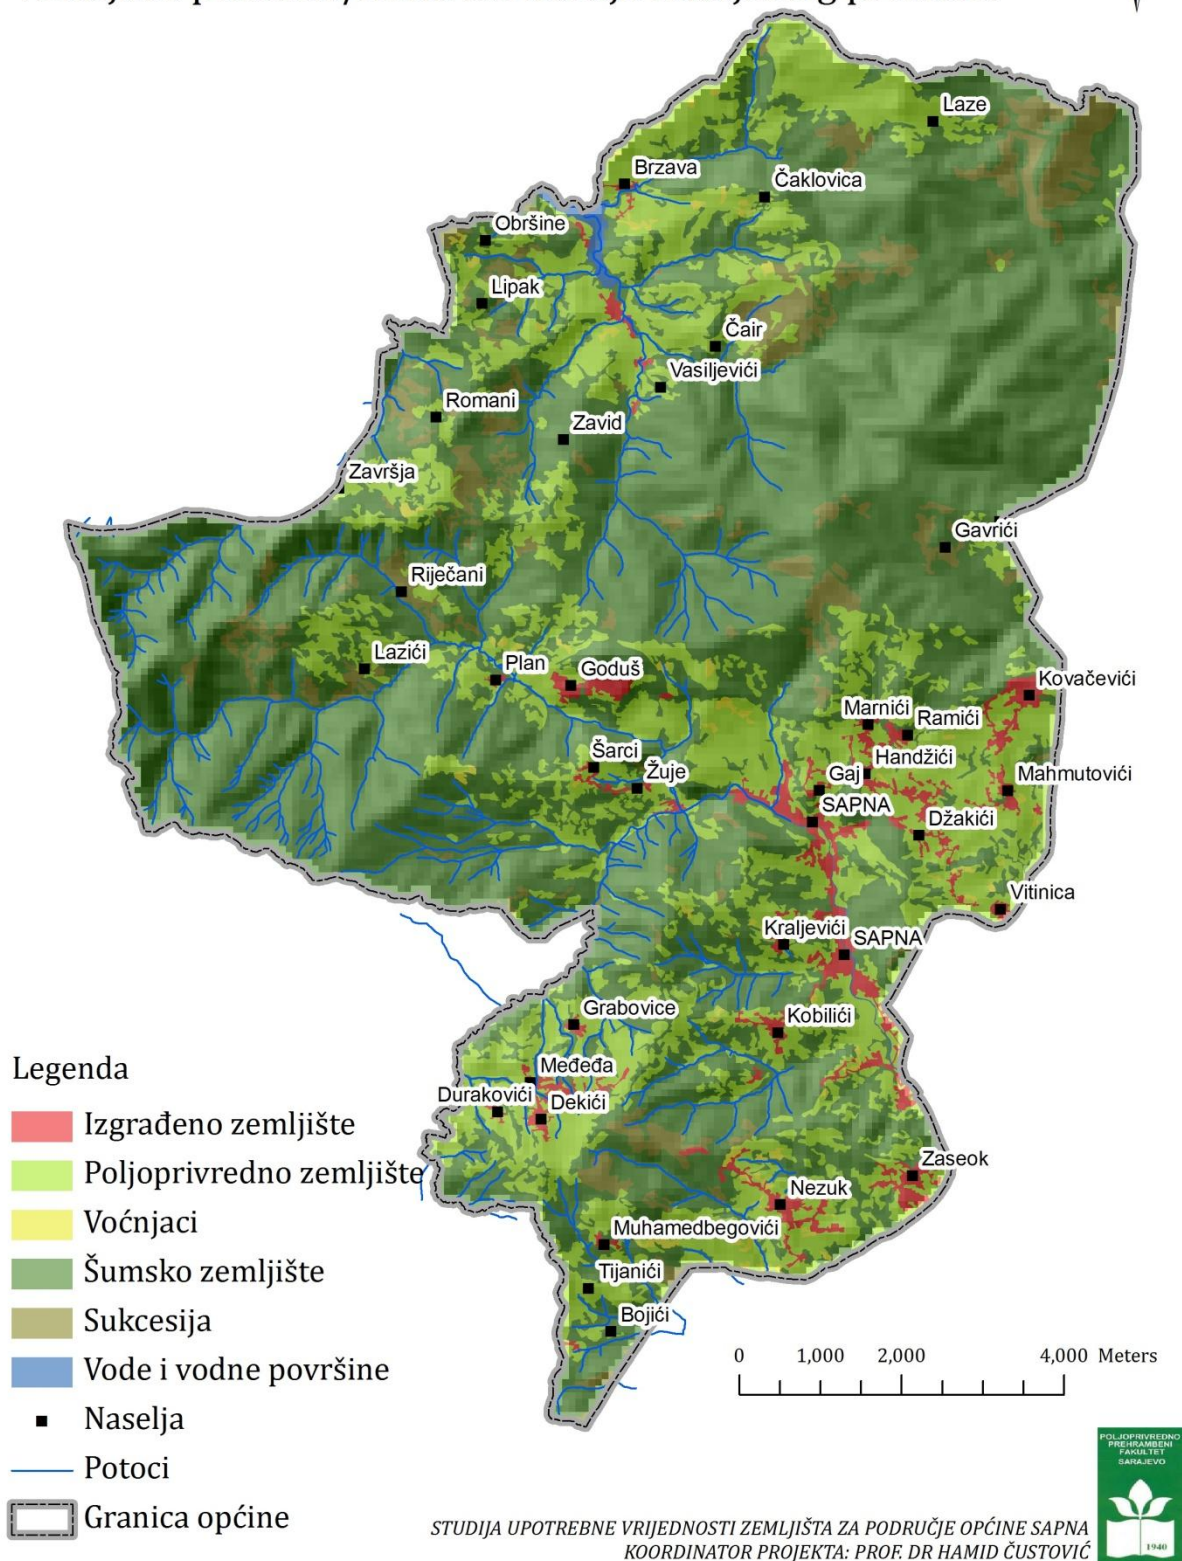 Laze
Brzava
Čaklovica
Obršine
Lipak
Čair
Vasiljevići
Romani
Zavid
Završja
Gavrići
Riječani
Lazići
Plan
Goduš
Kovačevići
Marnići
Ramići
Šarci
Handžići
Žuje
Gaj
Mahmutovići
SAPNA
Džakići
Vitinica
Kraljevići
SAPNA
Grabovice
Kobilići
Međeđa
Durakovići
Dekići
Zaseok
Nezuk
Muhamedbegovići
Tijanići
Bojići
Legenda
Izgrađeno zemljište
Poljoprivredno zemljište
Voćnjaci
Šumsko zemljište
Sukcesija
Vode i vodne površine
Naselja
Potoci
Granica općine
0 1,000 2,000 4,000 Meters
POLJOPRIVREDNO
PREHRAMBENI
FAKULTET
SARAJEVO
1940
STUDIJA UPOTREBNE VRIJEDNOSTI ZEMLJIŠTA ZA PODRUČJE OPĆINE SAPNA
KOORDINATOR PROJEKTA: PROF. DR HAMID ČUSTOVIĆ